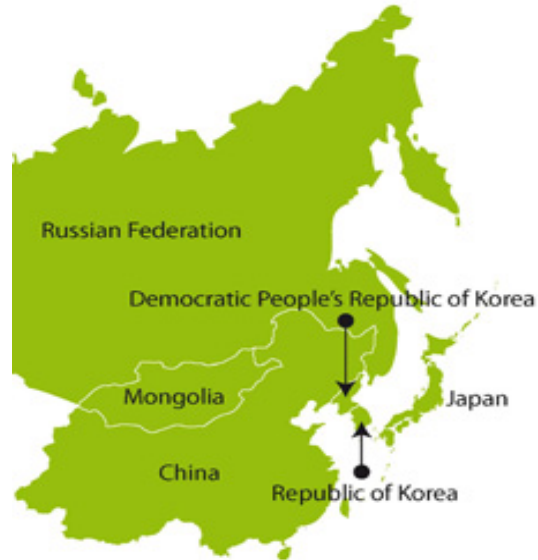 Russian Federation
Democratic People's Republic of Korea
Mongolia
Japan
China
Republic of Korea